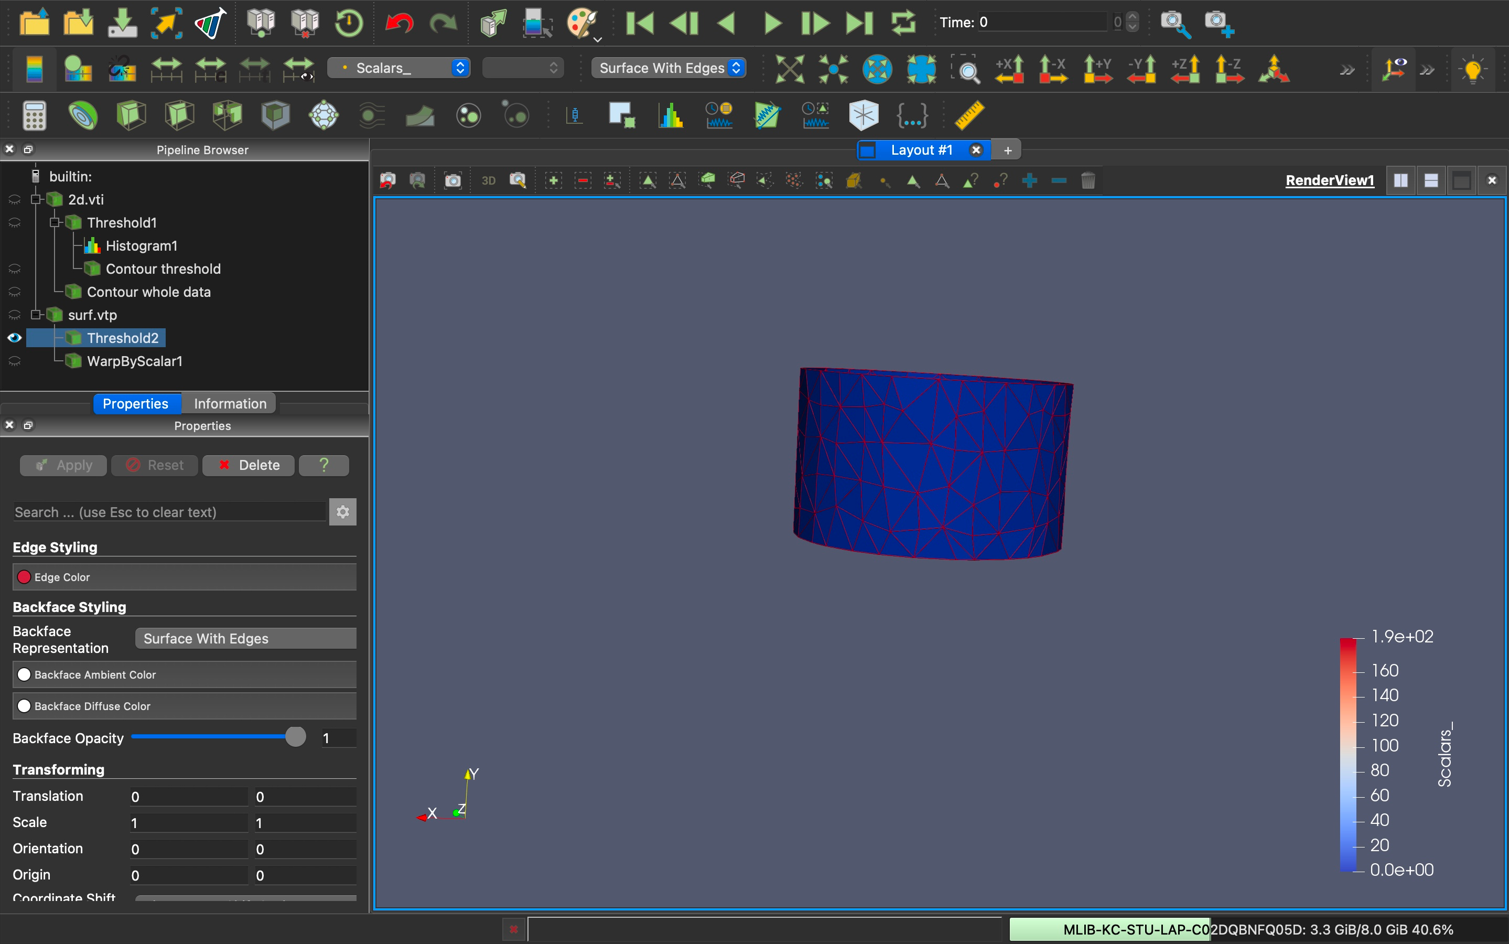 Time: 0
0
Scalars_
Surface With Edges
+X
-X
+Y
-Y
+Z
-Z
{...}
Pipeline Browser
Layout #1
+
builtin:
2d.vti
Threshold1
Histogram1
Contour threshold
Contour whole data
surf.vtp
Threshold2
WarpByScalar1
3D
RenderView1
Properties
Information
Properties
Apply
Reset
Delete
?
Search ... (use Esc to clear text)
Edge Styling
Edge Color
Backface Styling
Backface
Representation
Surface With Edges
Backface Ambient Color
Backface Diffuse Color
Backface Opacity
1
Transforming
Translation 0 0
Scale 1 1
Orientation 0 0
Origin 0 0
Coordinate Shift
Y
X
Z
1.9e+02
160
140
120
100
80
60
40
20
0.0e+00
Scalars_
MLIB-KC-STU-LAP-C02DQBNFQ05D: 3.3 GiB/8.0 GiB 40.6%